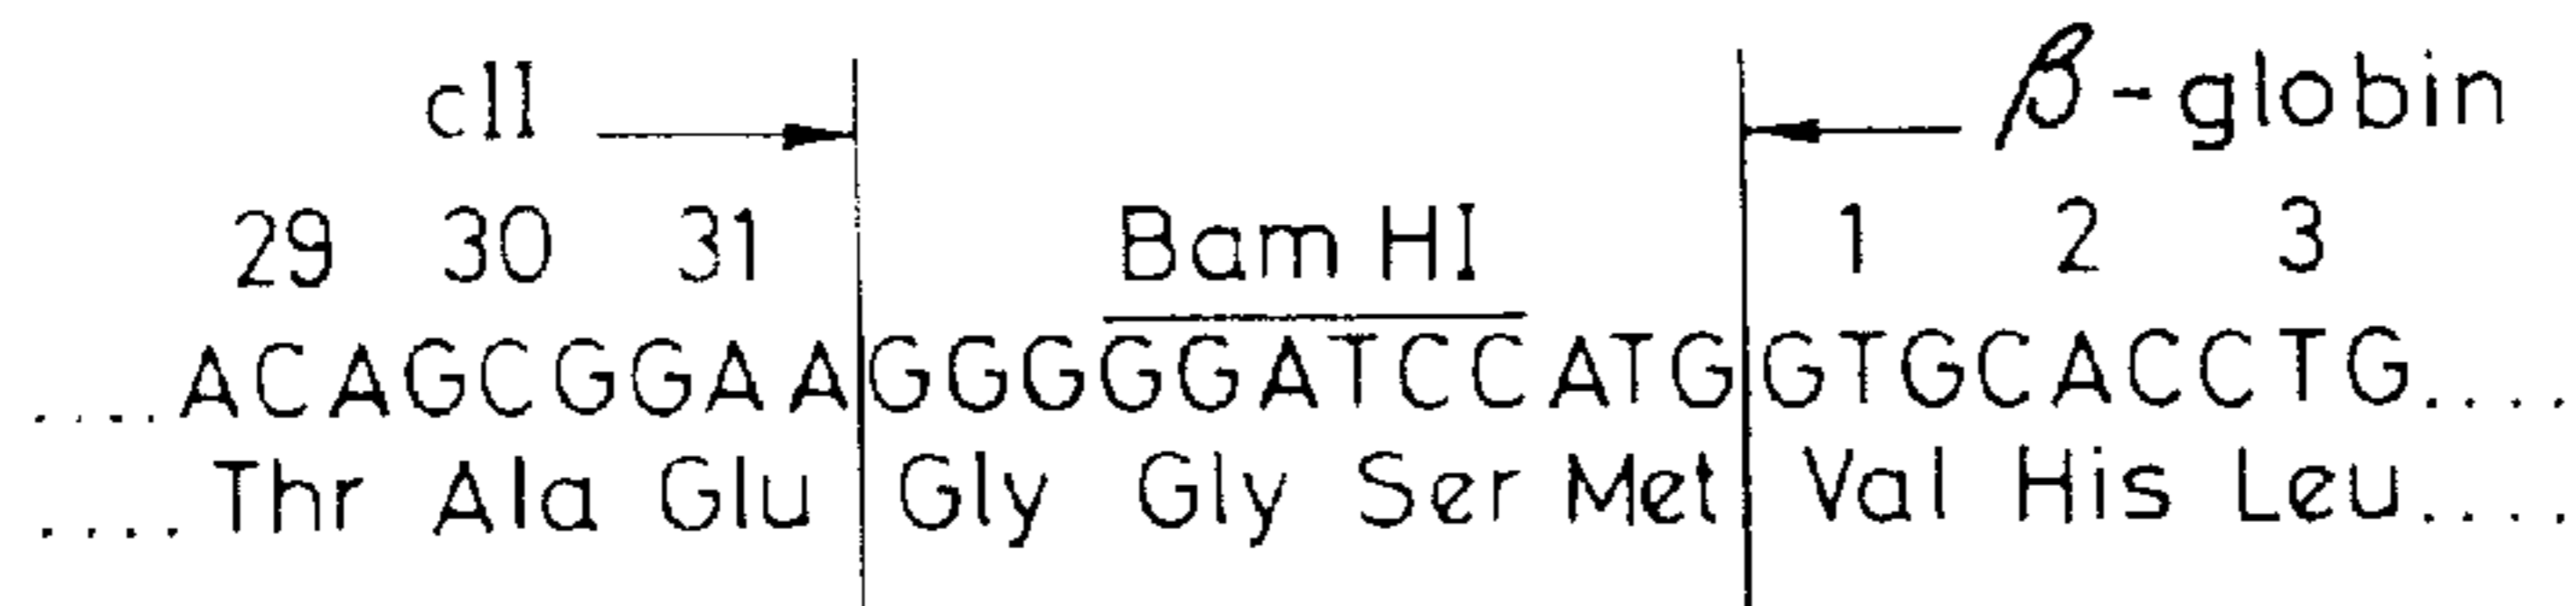 cII β-globin
29 30 31 Bam HI 1 2 3
....ACAGCGGAAGGGGGATCCATGGTGCACCTG....
....Thr Ala Glu Gly Gly Ser Met Val His Leu....